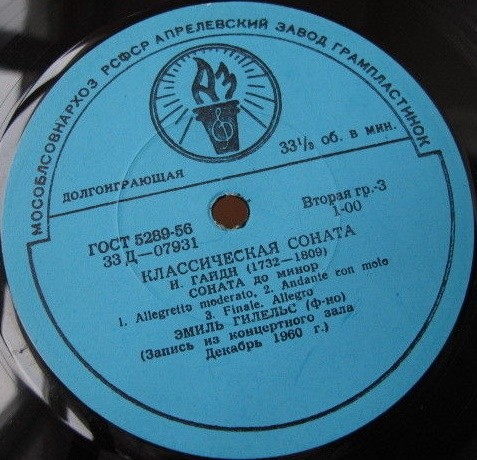 МОСОБЛСОВНАРХОЗ РСФСР АПРЕЛЕВСКИЙ ЗАВОД ГРАМПЛАСТИНОК
АЗ
ДОЛГОИГРАЮЩАЯ
33⅓ об. в мин.
ГОСТ 5289-56
33 Д—07931
Вторая гр.-3
1-00
КЛАССИЧЕСКАЯ СОНАТА
И. ГАЙДН (1732—1809)
СОНАТА ДО МИНОР
1. Allegretto moderato, 2. Andante con moto
3. Finale. Allegro
ЭМИЛЬ ГИЛЕЛЬС (ф-но)
(Запись из концертного зала
Декабрь 1960 г.)